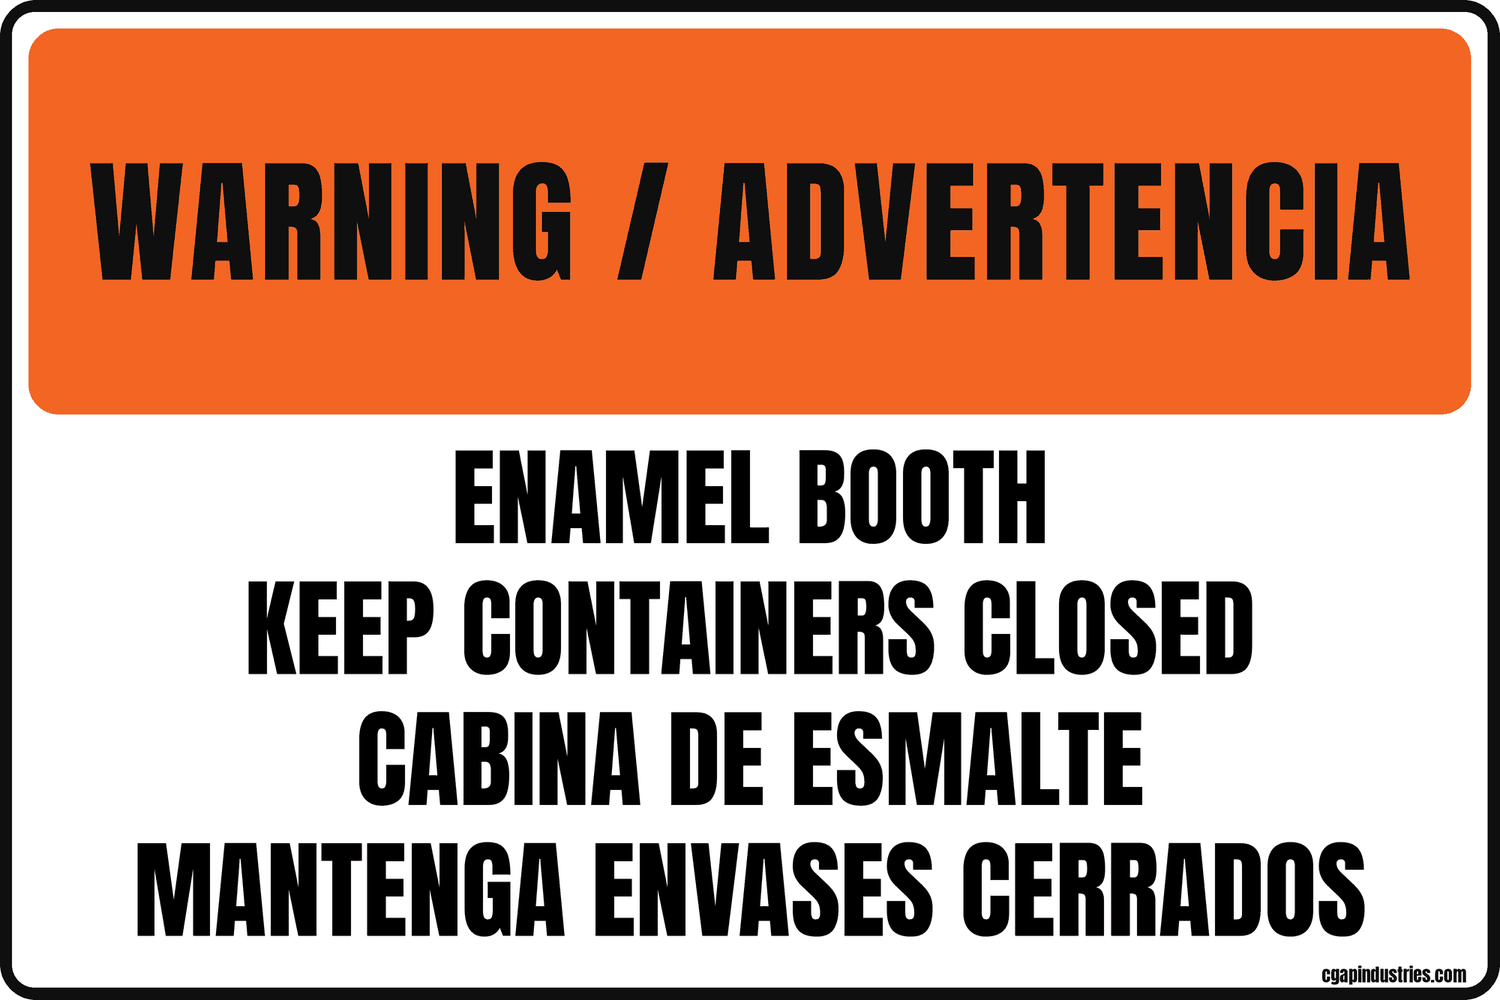 WARNING / ADVERTENCIA
ENAMEL BOOTH
KEEP CONTAINERS CLOSED
CABINA DE ESMALTE
MANTENGA ENVASES CERRADOS
cgapindustries.com